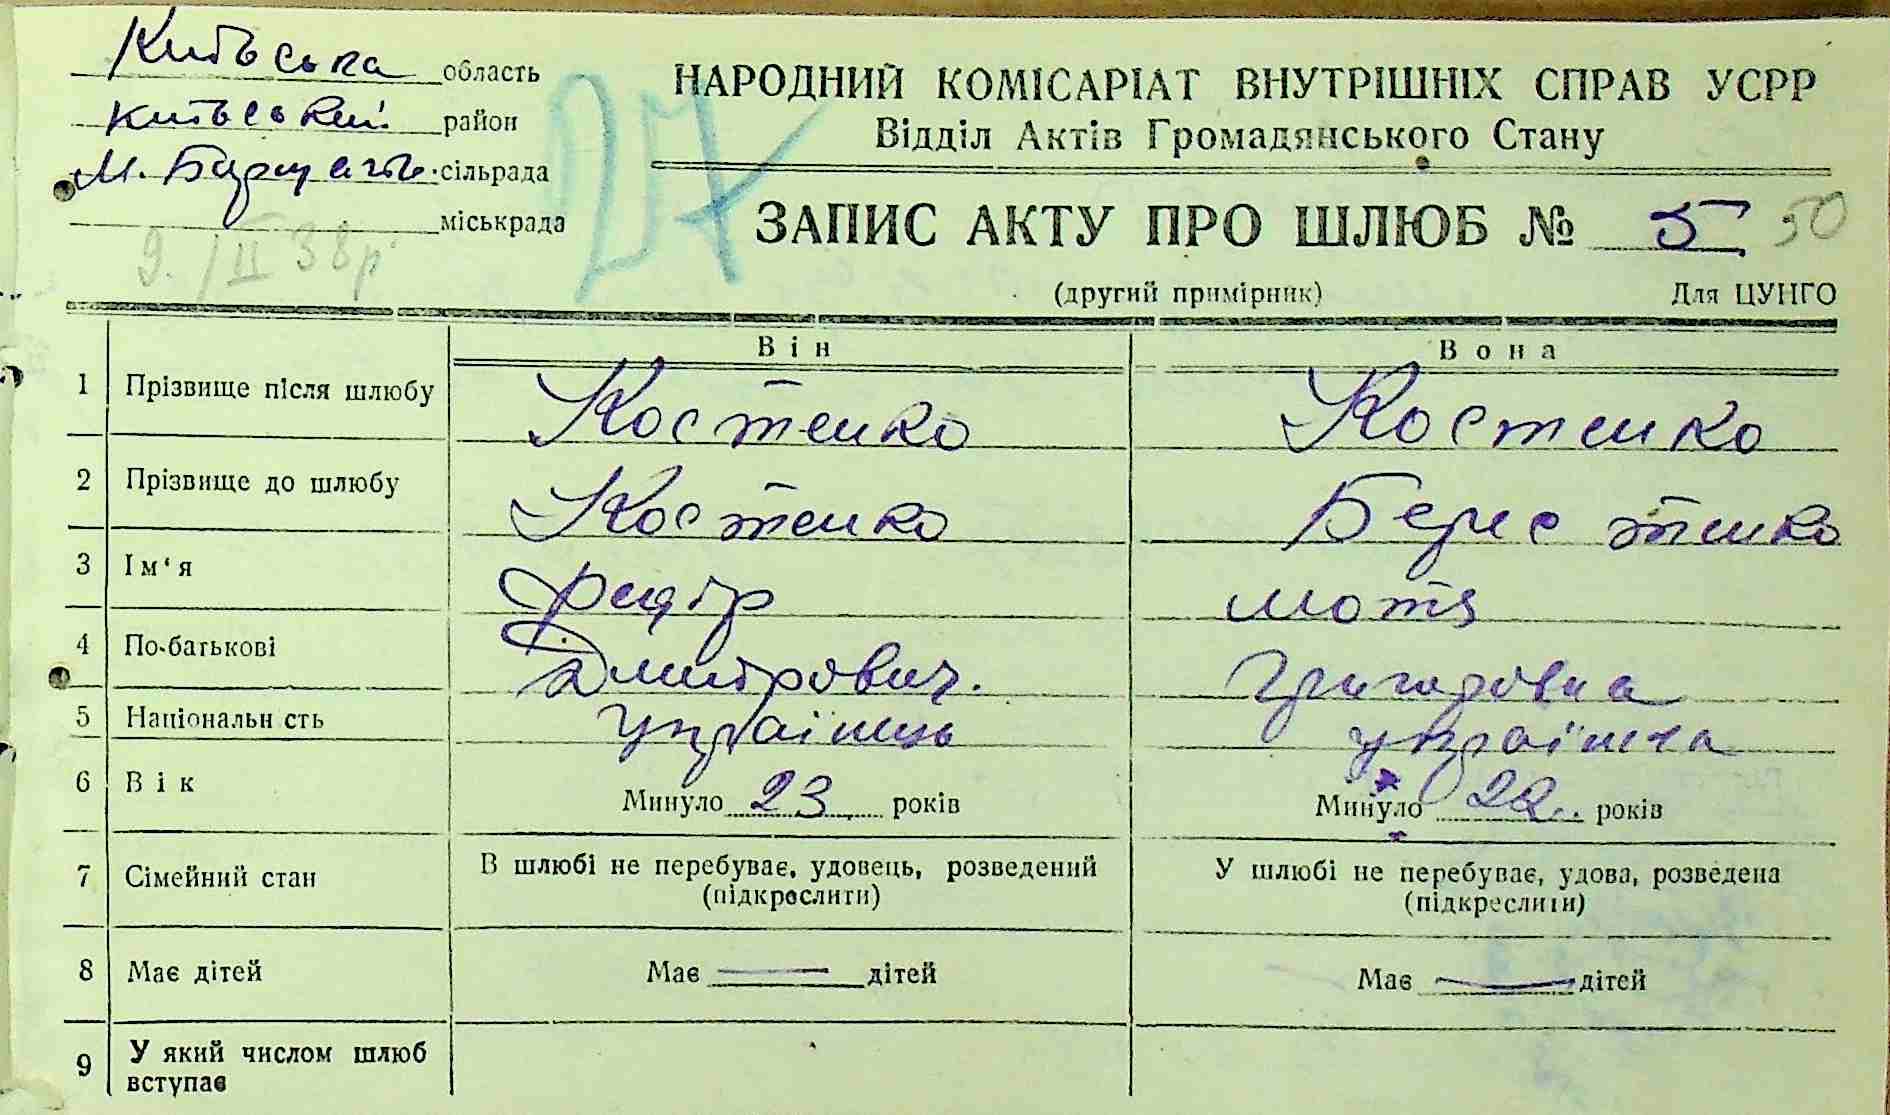 Київська область
київський район
М. Борщагів. сільрада
міськрада
9./II 38р.
27
НАРОДНИЙ КОМІСАРІАТ ВНУТРІШНІХ СПРАВ УСРР
Відділ Актів Громадянського Стану
ЗАПИС АКТУ ПРО ШЛЮБ № 5 50
(другий примірник) Для ЦУНГО
Він Вона
1 Прізвище після шлюбу Костенко Костенко
2 Прізвище до шлюбу Костенко Берестенко
3 Ім‘я Федір мотя
4 По-батькові Дмитрович. Григоровна
5 Національн сть українець українка
6 Вік Минуло 23 років Минуло 22 років
7 Сімейний стан В шлюбі не перебуває, удовець, розведений (підкреслити) У шлюбі не перебуває, удова, розведена (підкреслити)
8 Має дітей Має — дітей Має — дітей
9 У який числом шлюб вступає